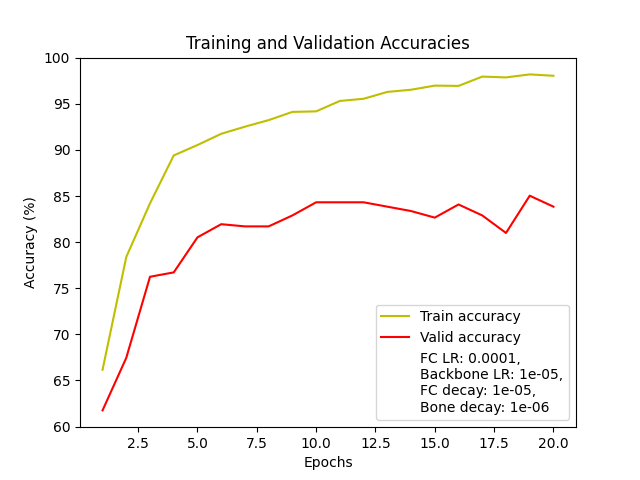 Training and Validation Accuracies
100
95
90
85
80
75
70
65
60
Accuracy (%)
Train accuracy
Valid accuracy
FC LR: 0.0001,
Backbone LR: 1e-05,
FC decay: 1e-05,
Bone decay: 1e-06
2.5 5.0 7.5 10.0 12.5 15.0 17.5 20.0
Epochs